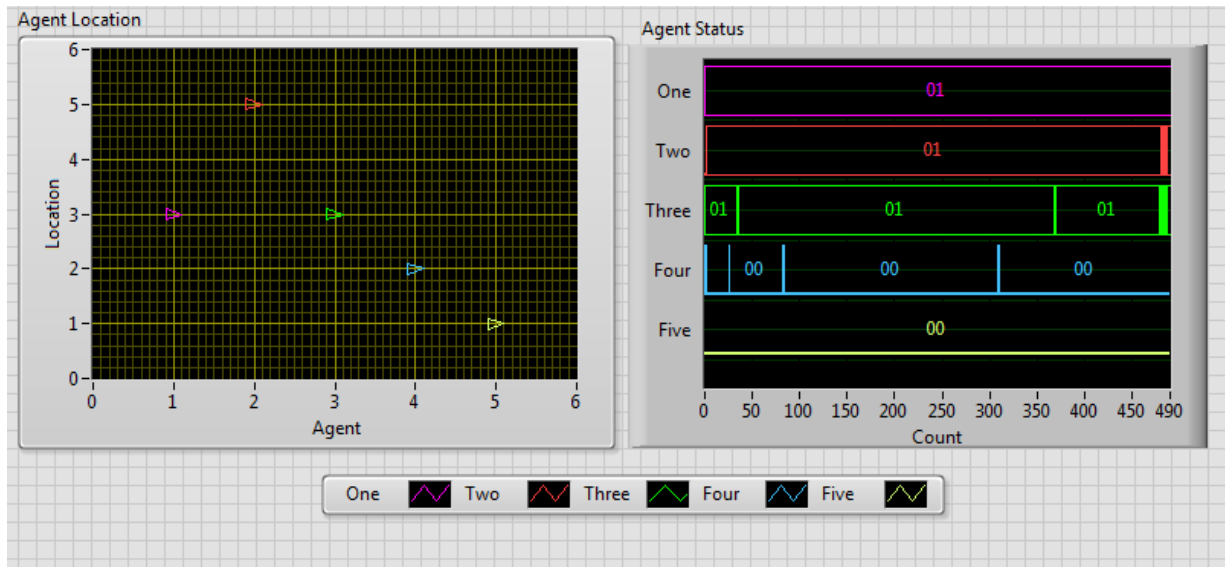 Agent Location
6
5
4
3
2
1
0
Location
0 1 2 3 4 5 6
Agent
Agent Status
One 01
Two 01
Three 01 01 01
Four 00 00 00
Five 00
0 50 100 150 200 250 300 350 400 450 490
Count
One Two Three Four Five